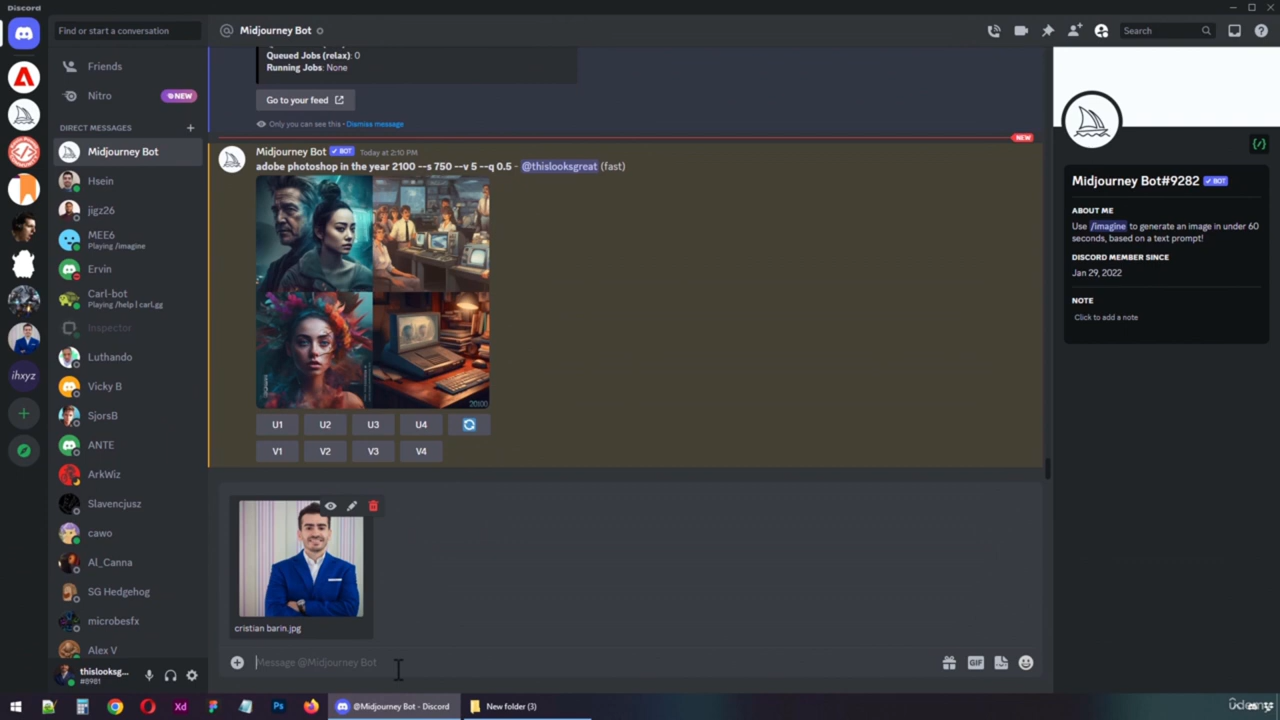 Discord
Find or start a conversation
Midjourney Bot
Search
Friends
Nitro
NEW
DIRECT MESSAGES
Midjourney Bot
Hsein
jigz26
MEE6
Playing /imagine
Ervin
Carl-bot
Playing /help | carl.gg
Inspector
Luthando
Vicky B
SjorsB
ANTE
ArkWiz
Slavencjusz
cawo
Al_Canna
SG Hedgehog
microbesfx
Alex V
thislooksg...
#8981
ihxyz
Queued Jobs (relax): 0
Running Jobs: None
Go to your feed
Only you can see this • Dismiss message
NEW
Midjourney Bot BOT Today at 2:10 PM
adobe photoshop in the year 2100 --s 750 --v 5 --q 0.5 - @thislooksgreat (fast)
U1 U2 U3 U4
V1 V2 V3 V4
cristian barin.jpg
Message @Midjourney Bot
GIF
Midjourney Bot#9282 BOT
ABOUT ME
Use /imagine to generate an image in under 60
seconds, based on a text prompt!
DISCORD MEMBER SINCE
Jan 29, 2022
NOTE
Click to add a note
Xd
Ps
@Midjourney Bot - Discord
New folder (3)